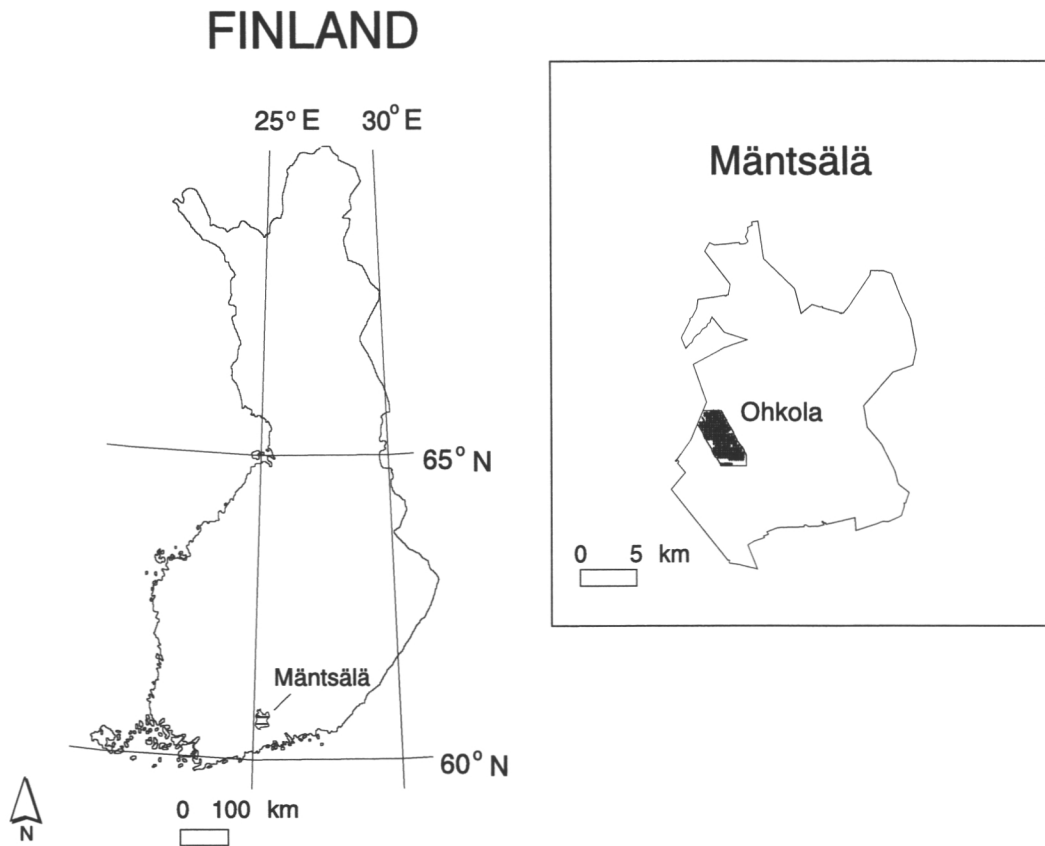 FINLAND
25° E 30° E
65° N
Mäntsälä
60° N
N
0 100 km
Mäntsälä
Ohkola
0 5 km